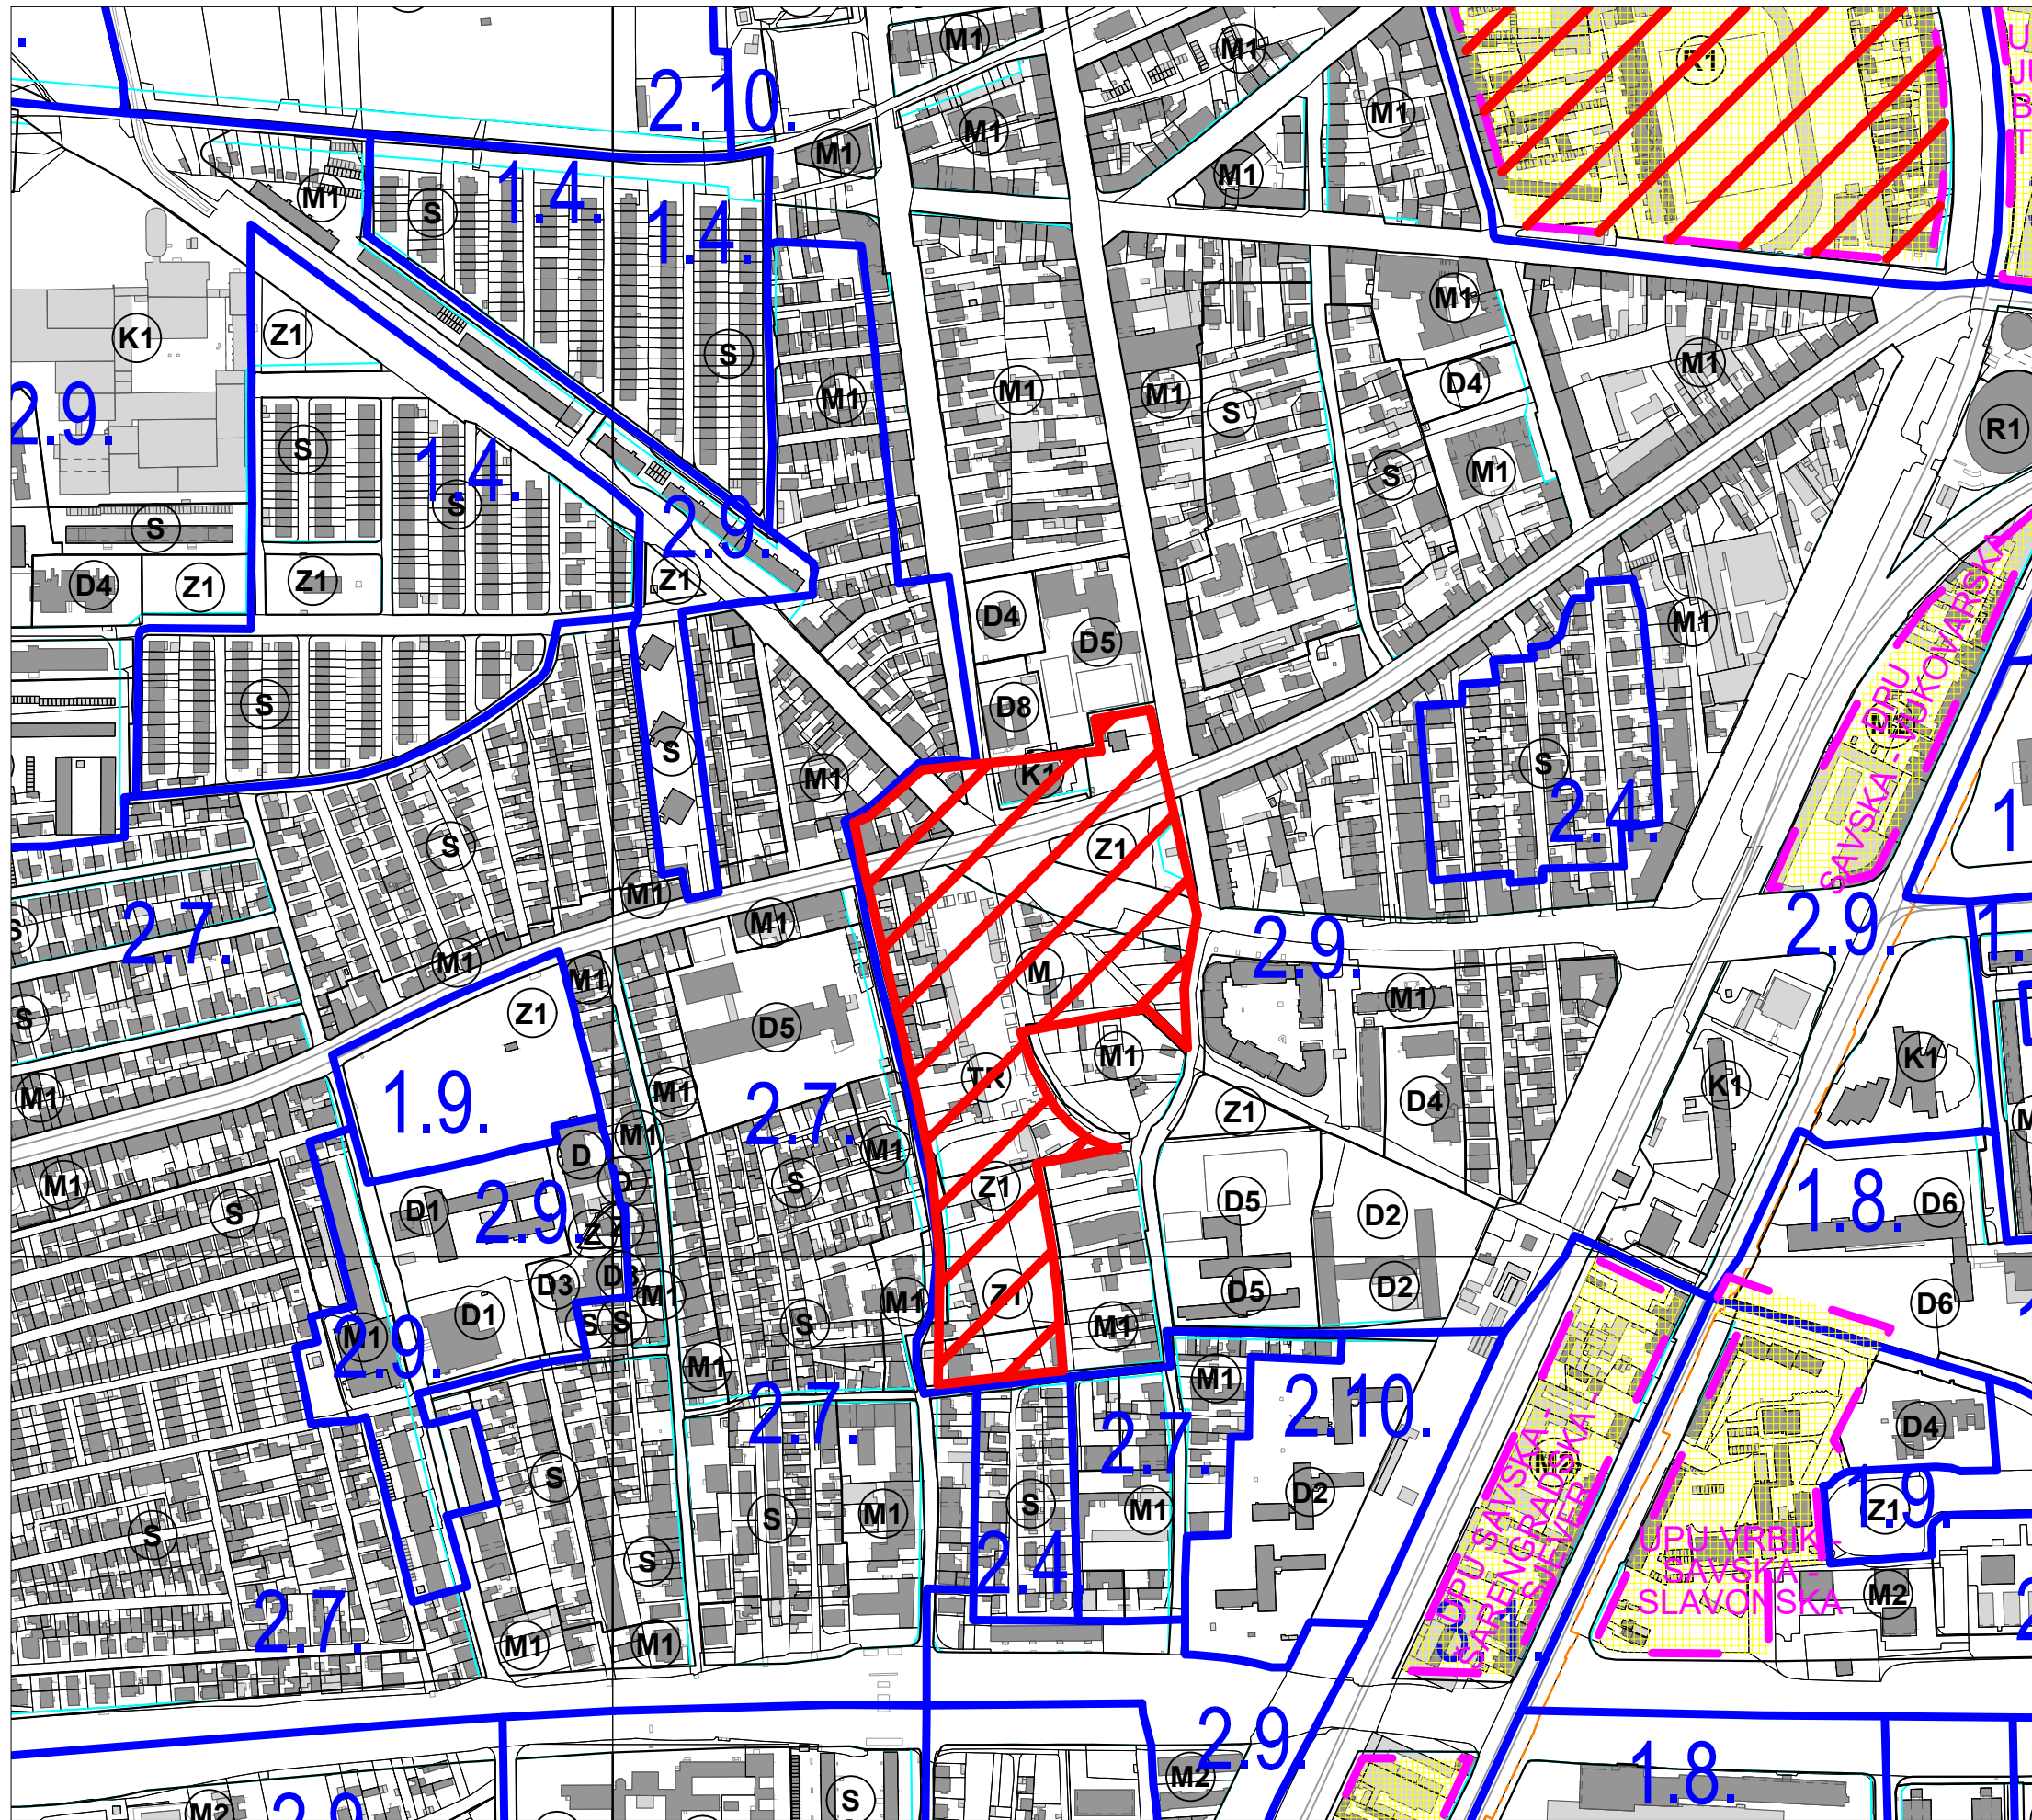 M1
M1
R1
2.10.
M1
M1
M1
M1
1.4.
M1
S
1.4.
K1
Z1
S
M1
M1
M1
M1
M1
D4
S
2.9.
S
1.4.
S
S
M1
R1
S
2.9.
D4
Z1
Z1
Z1
D4
D5
M1
S
D8
S
M1
K1
S
2.4.
DPU
SAVSKA - VUKOVARSKA
S
Z1
M1
M1
2.7.
S
M1
2.9.
2.9.
1.
1
M1
Z1
M
M1
S
D5
1.9.
M1
TR
M1
K1
K1
M1
2.7.
Z1
D4
M1
D
M1
D
S
Z1
D5
D2
1.8.
D6
M1
S
D1
2.9.
D3
D3
M1
Z1
M1
D5
D2
D6
D1
S
S
S
M1
2.9.
M1
M1
2.7.
2.7.
M1
2.10.
D4
S
S
M1
S
M1
D2
1.9.
Z1
S
S
2.4.
2.7.
M1
M1
UPU SAVSKA -
ŠARENGRADSKA -
SJEVER
UPU VRBIK -
SAVSKA -
SLAVONSKA
M2
2.9.
M2
1.8.
M2
S